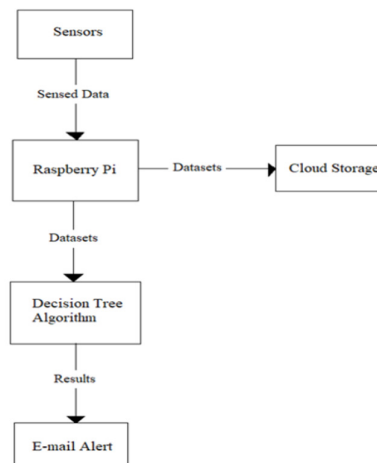 Sensors
Sensed Data
Raspberry Pi
Datasets
Cloud Storage
Datasets
Decision Tree
Algorithm
Results
E-mail Alert